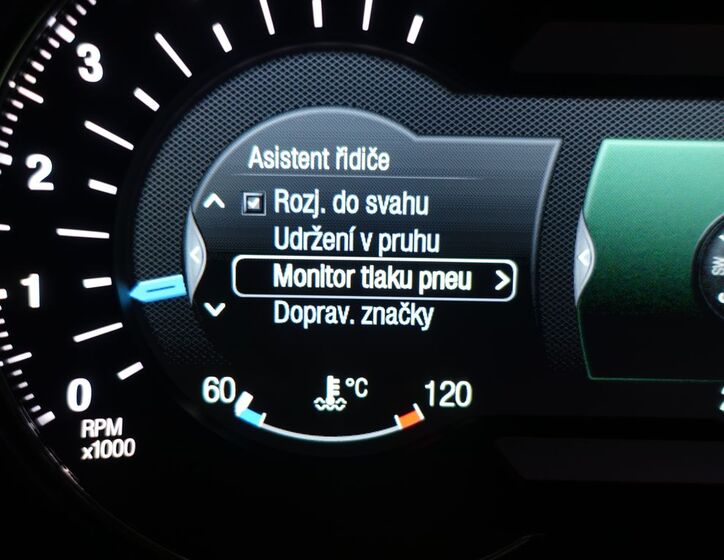 3
2
1
0
RPM
x1000
Asistent řidiče
Rozj. do svahu
Udržení v pruhu
Monitor tlaku pneu
Doprav. značky
60 °C 120
SW